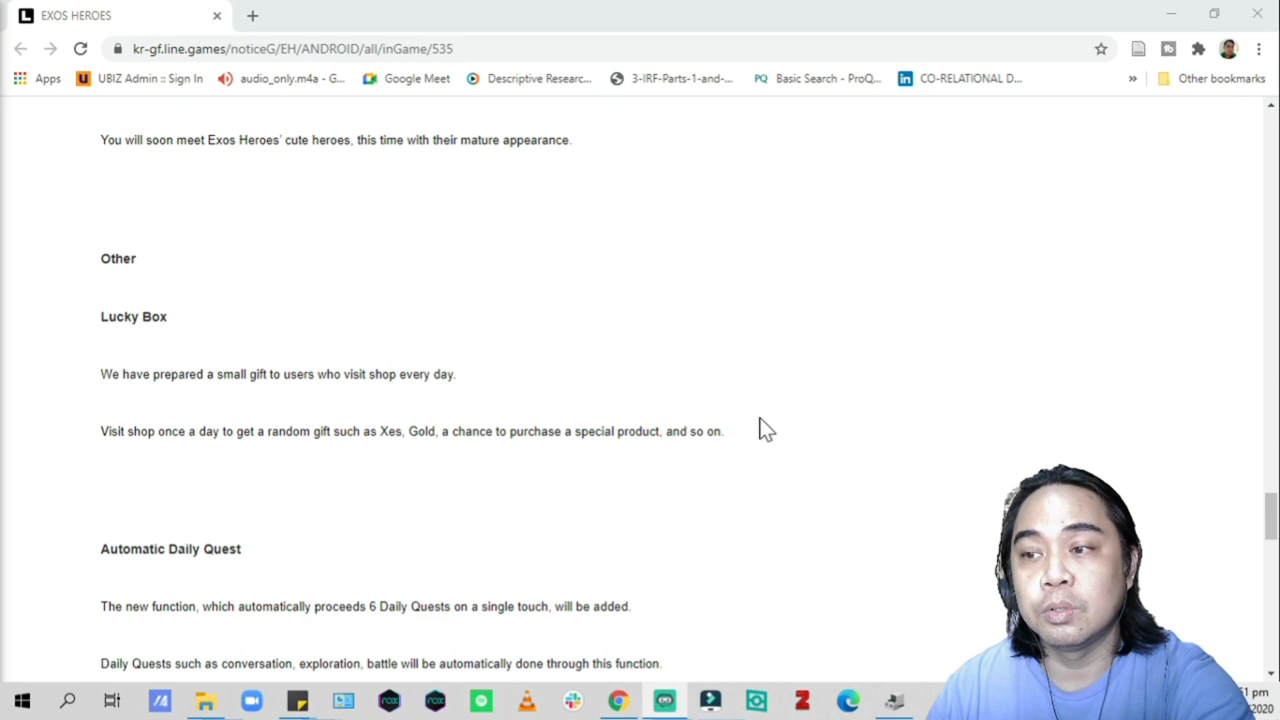 EXOS HEROES
kr-gf.line.games/noticeG/EH/ANDROID/all/inGame/535
Apps UBIZ Admin :: Sign In audio_only.m4a - G... Google Meet Descriptive Researc... 3-IRF-Parts-1-and-... PQ Basic Search - ProQ... CO-RELATIONAL D... » Other bookmarks
You will soon meet Exos Heroes' cute heroes, this time with their mature appearance.
Other
Lucky Box
We have prepared a small gift to users who visit shop every day.
Visit shop once a day to get a random gift such as Xes, Gold, a chance to purchase a special product, and so on.
Automatic Daily Quest
The new function, which automatically proceeds 6 Daily Quests on a single touch, will be added.
Daily Quests such as conversation, exploration, battle will be automatically done through this function.